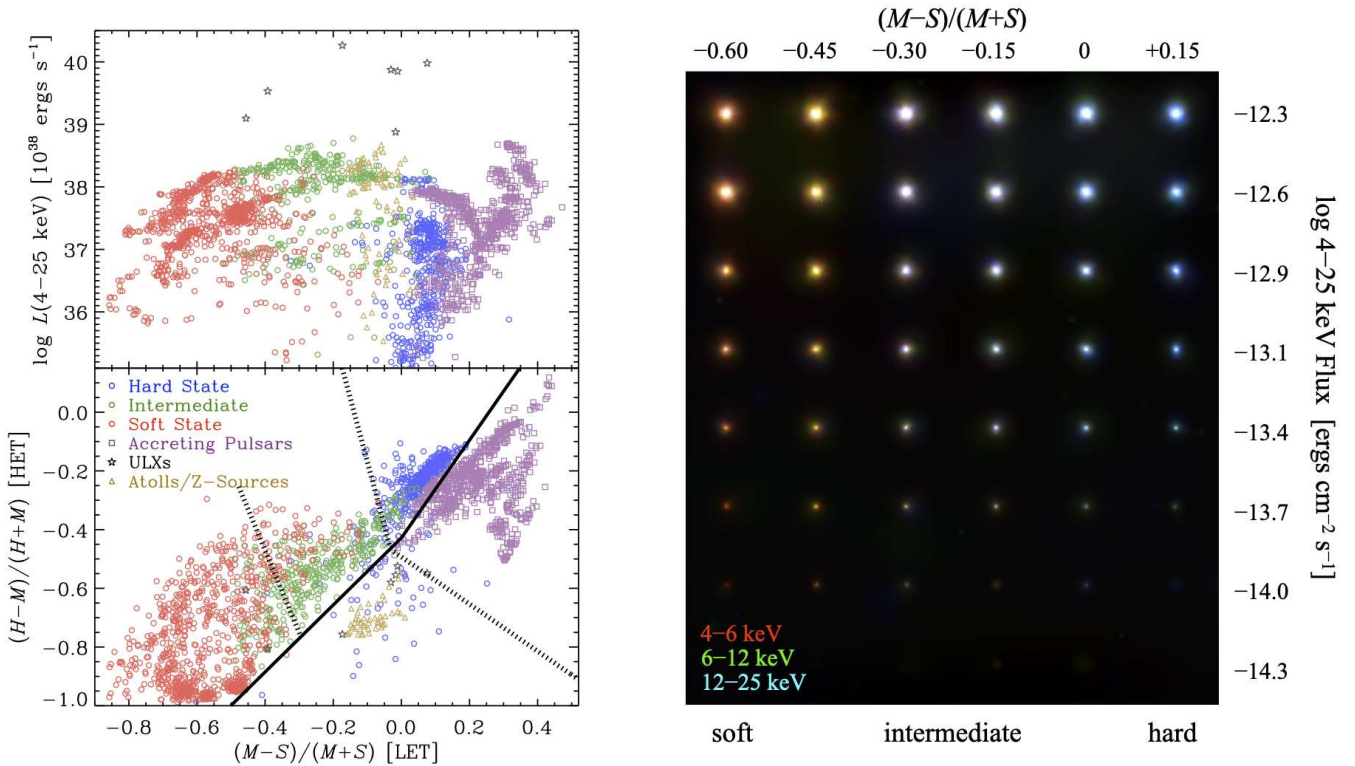 log L(4−25 keV) [10³⁸ ergs s⁻¹]
40
39
38
37
36
(H−M)/(H+M) [HET]
0.0
−0.2
−0.4
−0.6
−0.8
−1.0
Hard State
Intermediate
Soft State
Accreting Pulsars
ULXs
Atolls/Z−Sources
−0.8 −0.6 −0.4 −0.2 0.0 0.2 0.4
(M−S)/(M+S) [LET]
(M−S)/(M+S)
−0.60 −0.45 −0.30 −0.15 0 +0.15
−12.3
−12.6
−12.9
−13.1
−13.4
−13.7
−14.0
−14.3
log 4−25 keV Flux [ergs cm⁻² s⁻¹]
4−6 keV
6−12 keV
12−25 keV
soft intermediate hard